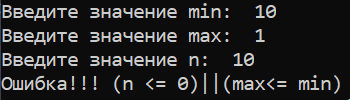 Введите значение min:  10
Введите значение max:  1
Введите значение n:  10
Ошибка!!! (n <= 0)||(max<= min)